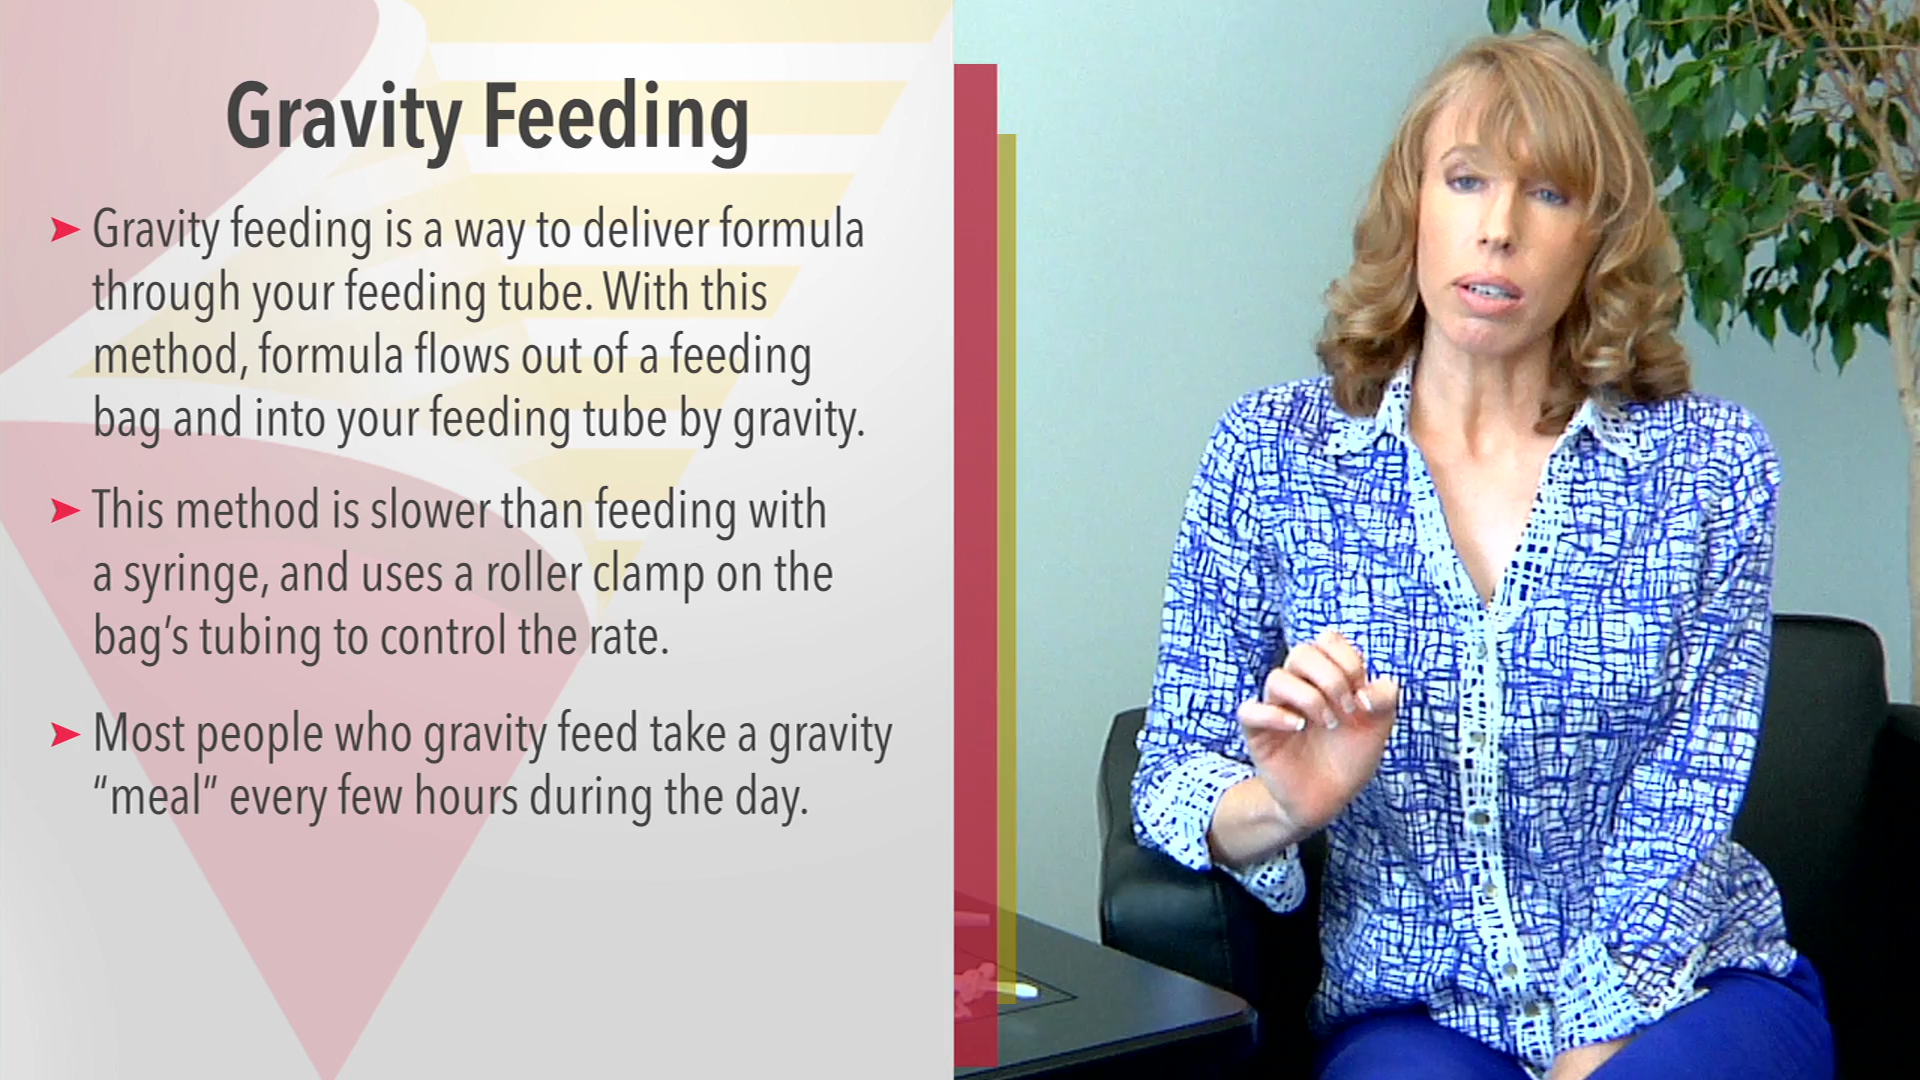 Gravity Feeding
➤ Gravity feeding is a way to deliver formula
through your feeding tube. With this
method, formula flows out of a feeding
bag and into your feeding tube by gravity.
➤ This method is slower than feeding with
a syringe, and uses a roller clamp on the
bag’s tubing to control the rate.
➤ Most people who gravity feed take a gravity
“meal” every few hours during the day.